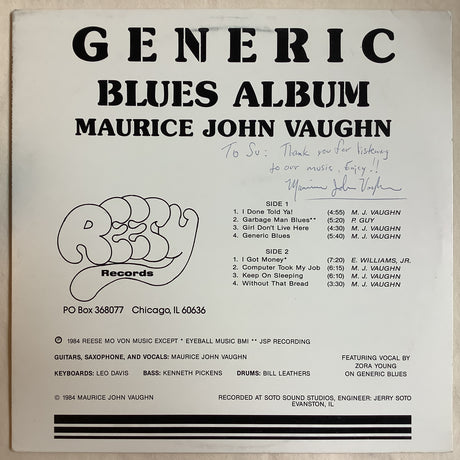 GENERIC
BLUES ALBUM
MAURICE JOHN VAUGHN
To Su: Thank you for listening
to our music. Enjoy!!
Maurice John Vaughn
SIDE 1
1. I Done Told Ya! (4:55) M. J. VAUGHN
2. Garbage Man Blues** (5:20) P. GUY
3. Girl Don't Live Here (4:30) M. J. VAUGHN
4. Generic Blues (5:40) M. J. VAUGHN
SIDE 2
1. I Got Money* (7:20) E. WILLIAMS, JR.
2. Computer Took My Job (6:15) M. J. VAUGHN
3. Keep On Sleeping (6:10) M. J. VAUGHN
4. Without That Bread (3:30) M. J. VAUGHN
REESY
Records
PO Box 368077 Chicago, IL 60636
℗ 1984 REESE MO VON MUSIC EXCEPT * EYEBALL MUSIC BMI ** JSP RECORDING
GUITARS, SAXOPHONE, AND VOCALS: MAURICE JOHN VAUGHN
FEATURING VOCAL BY
ZORA YOUNG
ON GENERIC BLUES
KEYBOARDS: LEO DAVIS BASS: KENNETH PICKENS DRUMS: BILL LEATHERS
© 1984 MAURICE JOHN VAUGHN
RECORDED AT SOTO SOUND STUDIOS, ENGINEER: JERRY SOTO
EVANSTON, IL